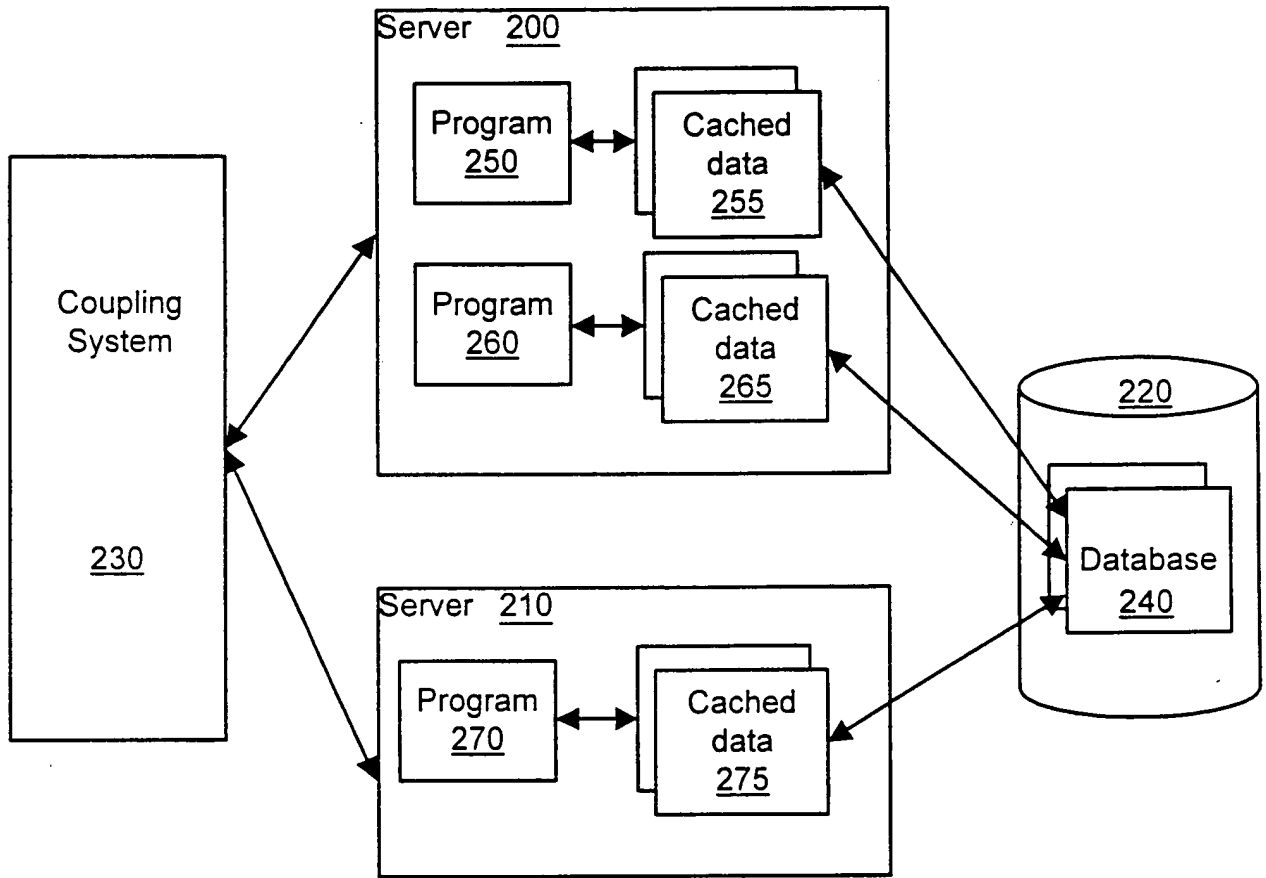 Coupling
System
230
Server 200
Program
250
Cached
data
255
Program
260
Cached
data
265
Server 210
Program
270
Cached
data
275
220
Database
240